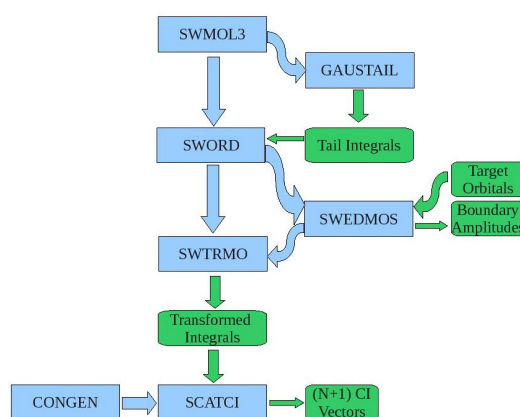 SWMOL3
GAUSTAIL
SWORD
Tail Integrals
Target
Orbitals
SWEDMOS
Boundary
Amplitudes
SWTRMO
Transformed
Integrals
CONGEN
SCATCI
(N+1) CI
Vectors